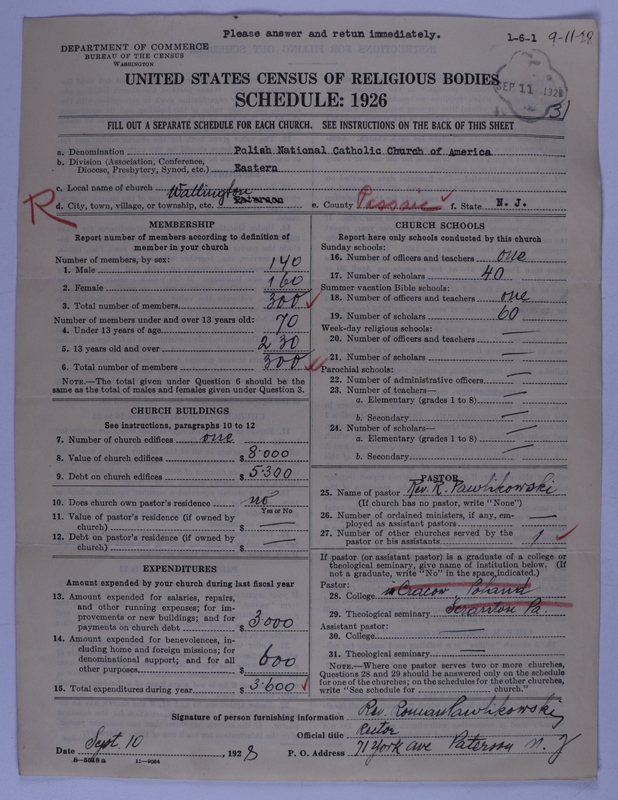 Please answer and retun immediately.
1-6-1 9-11-28
DEPARTMENT OF COMMERCE
BUREAU OF THE CENSUS
WASHINGTON
UNITED STATES CENSUS OF RELIGIOUS BODIES
SCHEDULE: 1926
SEP 11 1928
31
FILL OUT A SEPARATE SCHEDULE FOR EACH CHURCH. SEE INSTRUCTIONS ON THE BACK OF THIS SHEET
a. Denomination Polish National Catholic Church of America
b. Division (Association, Conference,
Diocese, Presbytery, Synod, etc.) Eastern
c. Local name of church
R
d. City, town, village, or township, etc. Wallington Paterson e. County Passaic f. State N. J.
MEMBERSHIP
Report number of members according to definition of
member in your church
Number of members, by sex:
1. Male 140
2. Female 160
3. Total number of members 300
Number of members under and over 13 years old:
4. Under 13 years of age 70
5. 13 years old and over 230
6. Total number of members 300
NOTE.—The total given under Question 6 should be the
same as the total of males and females given under Question 3.
CHURCH BUILDINGS
See instructions, paragraphs 10 to 12
7. Number of church edifices one
8. Value of church edifices $ 8.000
9. Debt on church edifices $ 5.300
10. Does church own pastor's residence no
Yes or No
11. Value of pastor's residence (if owned by
church) $ —
12. Debt on pastor's residence (if owned by
church) $ —
EXPENDITURES
Amount expended by your church during last fiscal year
13. Amount expended for salaries, repairs,
and other running expenses; for im-
provements or new buildings; and for
payments on church debt $ 3000
14. Amount expended for benevolences, in-
cluding home and foreign missions; for
denominational support; and for all
other purposes $ 600
15. Total expenditures during year $ 3.600
CHURCH SCHOOLS
Report here only schools conducted by this church
Sunday schools:
16. Number of officers and teachers one
17. Number of scholars 40
Summer vacation Bible schools:
18. Number of officers and teachers one
19. Number of scholars 60
Week-day religious schools:
20. Number of officers and teachers —
21. Number of scholars —
Parochial schools:
22. Number of administrative officers —
23. Number of teachers—
a. Elementary (grades 1 to 8) —
b. Secondary —
24. Number of scholars—
a. Elementary (grades 1 to 8) —
b. Secondary —
PASTOR
25. Name of pastor Rev. R. Pawlikowski
(If church has no pastor, write "None")
26. Number of ordained ministers, if any, em-
ployed as assistant pastors —
27. Number of other churches served by the
pastor or his assistants 1
If pastor (or assistant pastor) is a graduate of a college or
theological seminary, give name of institution below. (If
not a graduate, write "No" in the space indicated.)
Pastor:
28. College Cracow Poland
29. Theological seminary Scranton Pa.
Assistant pastor:
30. College —
31. Theological seminary —
NOTE.—Where one pastor serves two or more churches,
Questions 28 and 29 should be answered only on the schedule
for one of the churches; on the schedules for the other churches,
write "See schedule for church."
Signature of person furnishing information Rev. Roman Pawlikowski
Official title Rector
Date Sept. 10, 1928 P. O. Address 71 York ave Paterson N. J
8—5528 a 11—9054